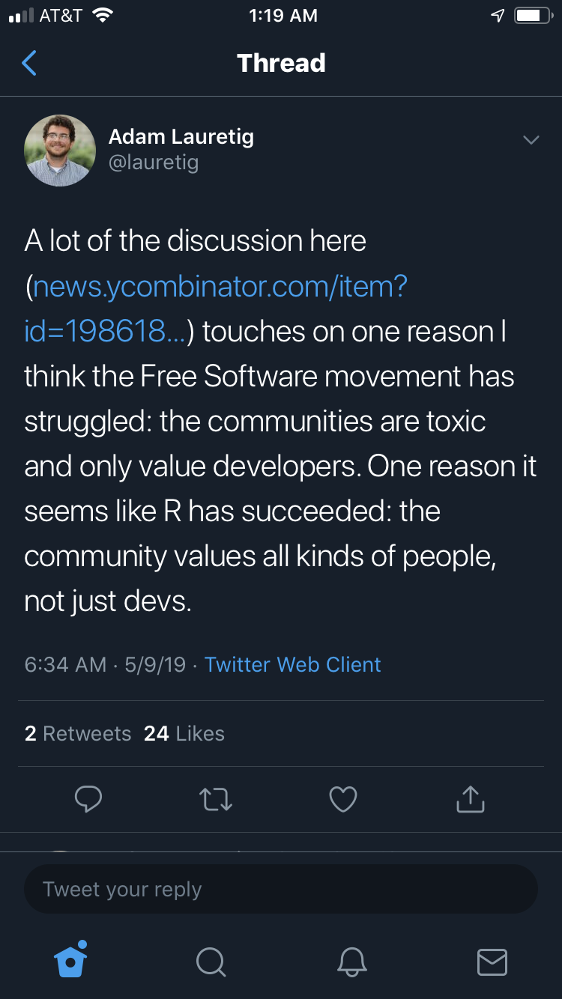 AT&T 1:19 AM
Thread
Adam Lauretig
@lauretig
A lot of the discussion here
(news.ycombinator.com/item?
id=198618...) touches on one reason I
think the Free Software movement has
struggled: the communities are toxic
and only value developers. One reason it
seems like R has succeeded: the
community values all kinds of people,
not just devs.
6:34 AM · 5/9/19 · Twitter Web Client
2 Retweets 24 Likes
Tweet your reply